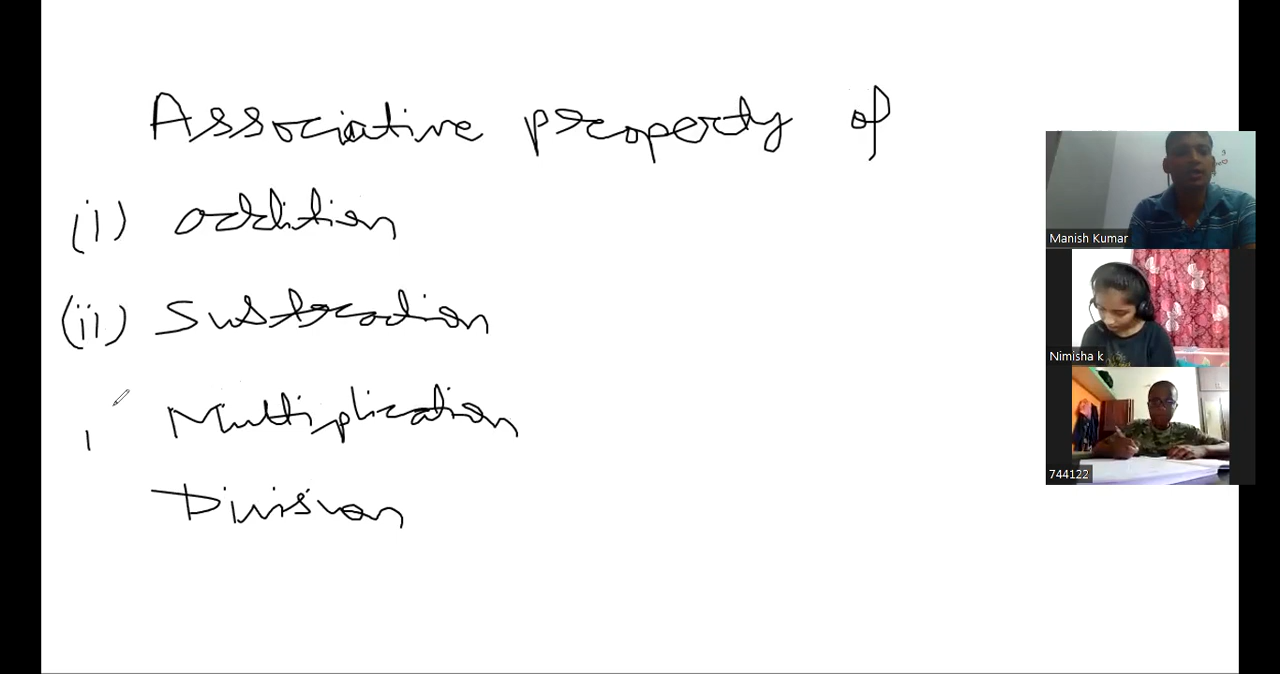 Associative property of
(i) addition
(ii) Subtraction
Multiplication
Division
Manish Kumar
Nimisha k
744122